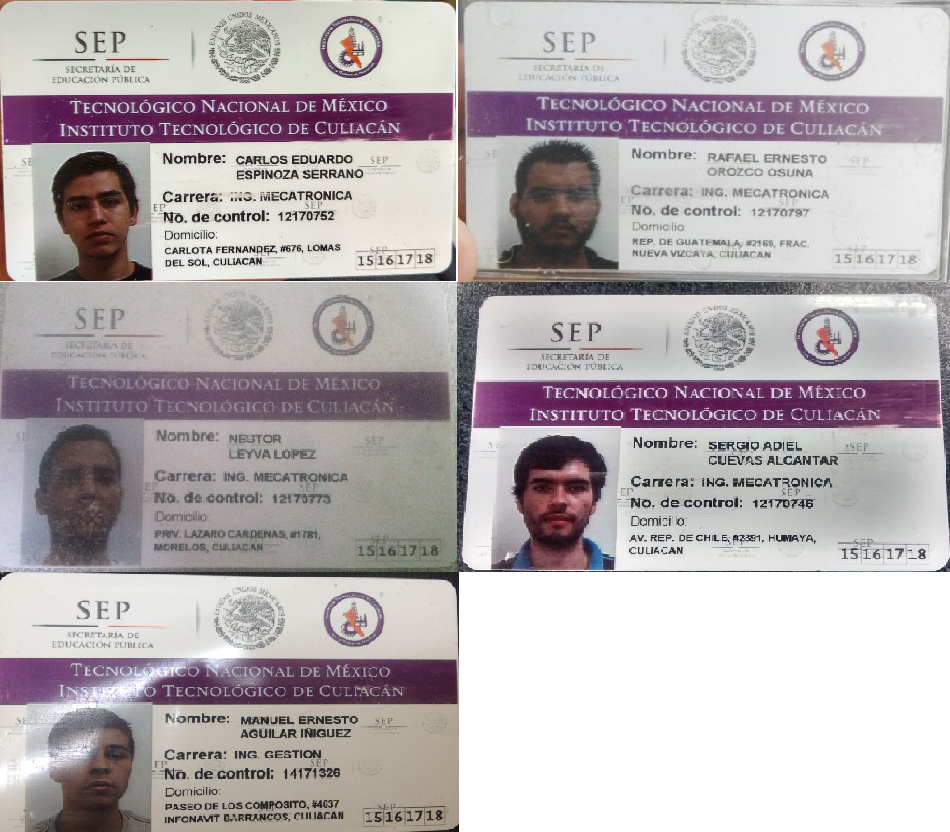 SEP
SECRETARÍA DE
EDUCACIÓN PÚBLICA
ESTADOS UNIDOS MEXICANOS
TECNOLÓGICO NACIONAL DE MÉXICO
INSTITUTO TECNOLÓGICO DE CULIACÁN
Nombre: CARLOS EDUARDO
ESPINOZA SERRANO
Carrera: ING. MECATRONICA
No. de control: 12170752
Domicilio:
CARLOTA FERNANDEZ, #676, LOMAS
DEL SOL, CULIACAN
15 16 17 18
SEP
SECRETARÍA DE
EDUCACIÓN PÚBLICA
TECNOLÓGICO NACIONAL DE MÉXICO
INSTITUTO TECNOLÓGICO DE CULIACÁN
Nombre: RAFAEL ERNESTO
OROZCO OSUNA
Carrera: ING. MECATRONICA
No. de control: 12170797
Domicilio:
REP. DE GUATEMALA, #2169, FRAC.
NUEVA VIZCAYA, CULIACAN
15 16 17 18
SEP
SECRETARÍA DE
EDUCACIÓN PÚBLICA
TECNOLÓGICO NACIONAL DE MÉXICO
INSTITUTO TECNOLÓGICO DE CULIACÁN
Nombre: NESTOR
LEYVA LOPEZ
Carrera: ING. MECATRONICA
No. de control: 12170773
Domicilio:
PRIV. LAZARO CARDENAS, #1781,
MORELOS, CULIACAN
15 16 17 18
SEP
SECRETARÍA DE
EDUCACIÓN PÚBLICA
TECNOLÓGICO NACIONAL DE MÉXICO
INSTITUTO TECNOLÓGICO DE CULIACÁN
Nombre: SERGIO ADIEL
CUEVAS ALCANTAR
Carrera: ING. MECATRONICA
No. de control: 12170746
Domicilio:
AV. REP. DE CHILE, #2391, HUMAYA,
CULIACAN
15 16 17 18
SEP
SECRETARÍA DE
EDUCACIÓN PÚBLICA
TECNOLÓGICO NACIONAL DE MÉXICO
INSTITUTO TECNOLÓGICO DE CULIACÁN
Nombre: MANUEL ERNESTO
AGUILAR IÑIGUEZ
Carrera: ING. GESTION
No. de control: 14171326
Domicilio:
PASEO DE LOS COMPOSITO, #4637
INFONAVIT BARRANCOS, CULIACAN
15 16 17 18